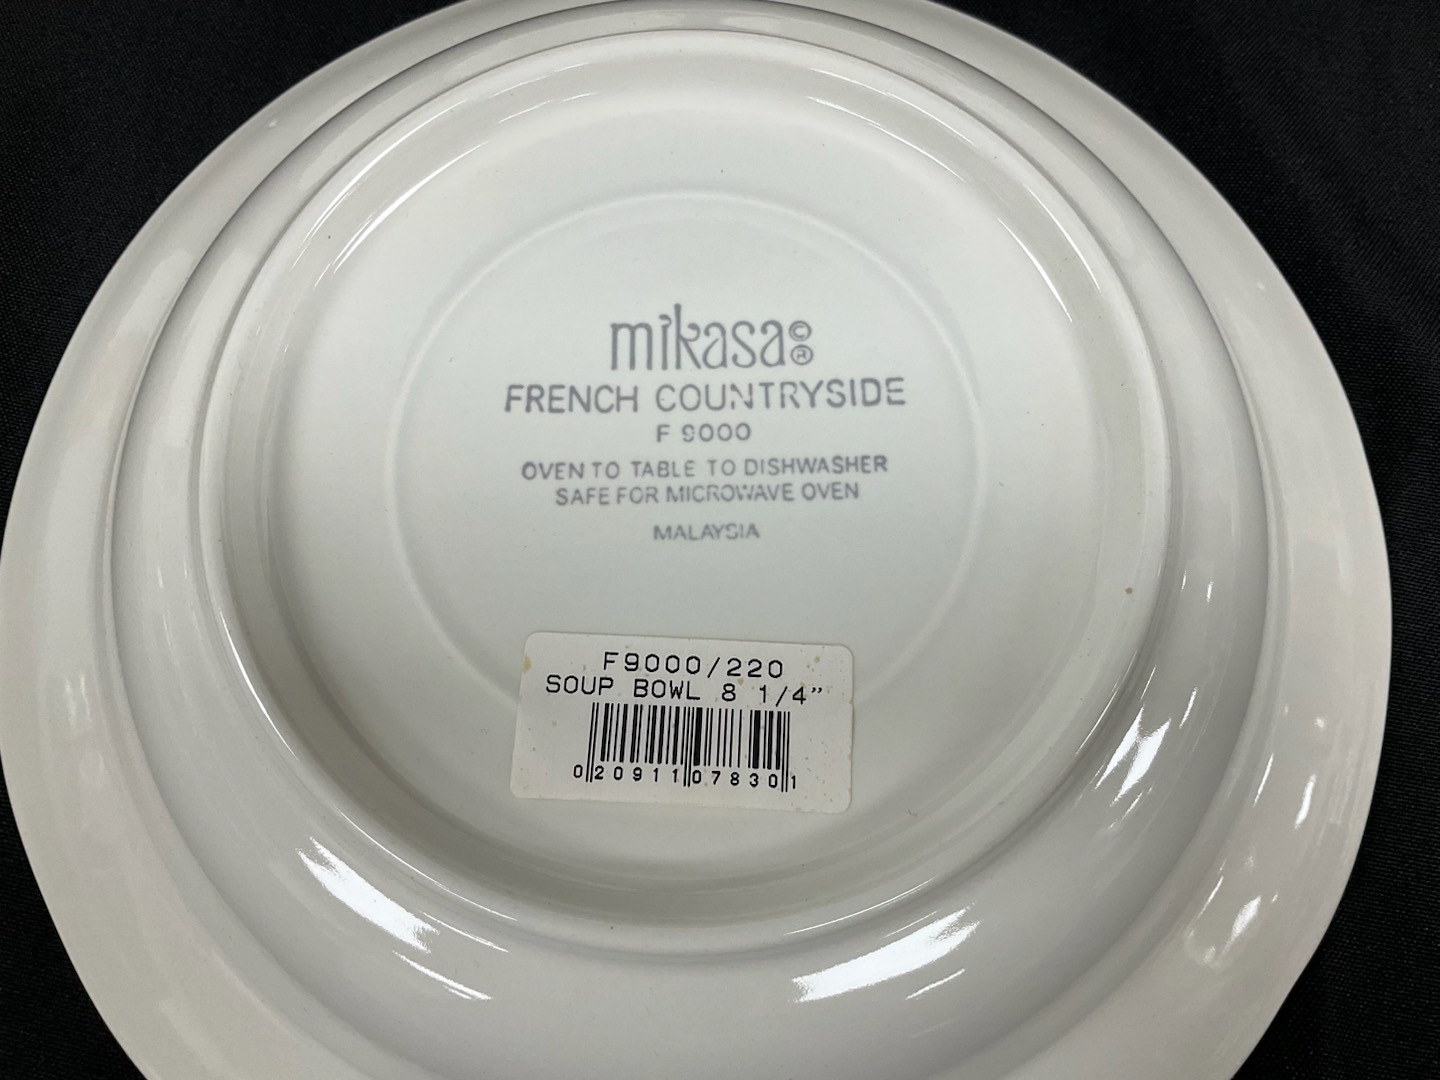 mikasa©®
FRENCH COUNTRYSIDE
F 9000
OVEN TO TABLE TO DISHWASHER
SAFE FOR MICROWAVE OVEN
MALAYSIA
F9000/220
SOUP BOWL 8 1/4"
0 20911 07830 1